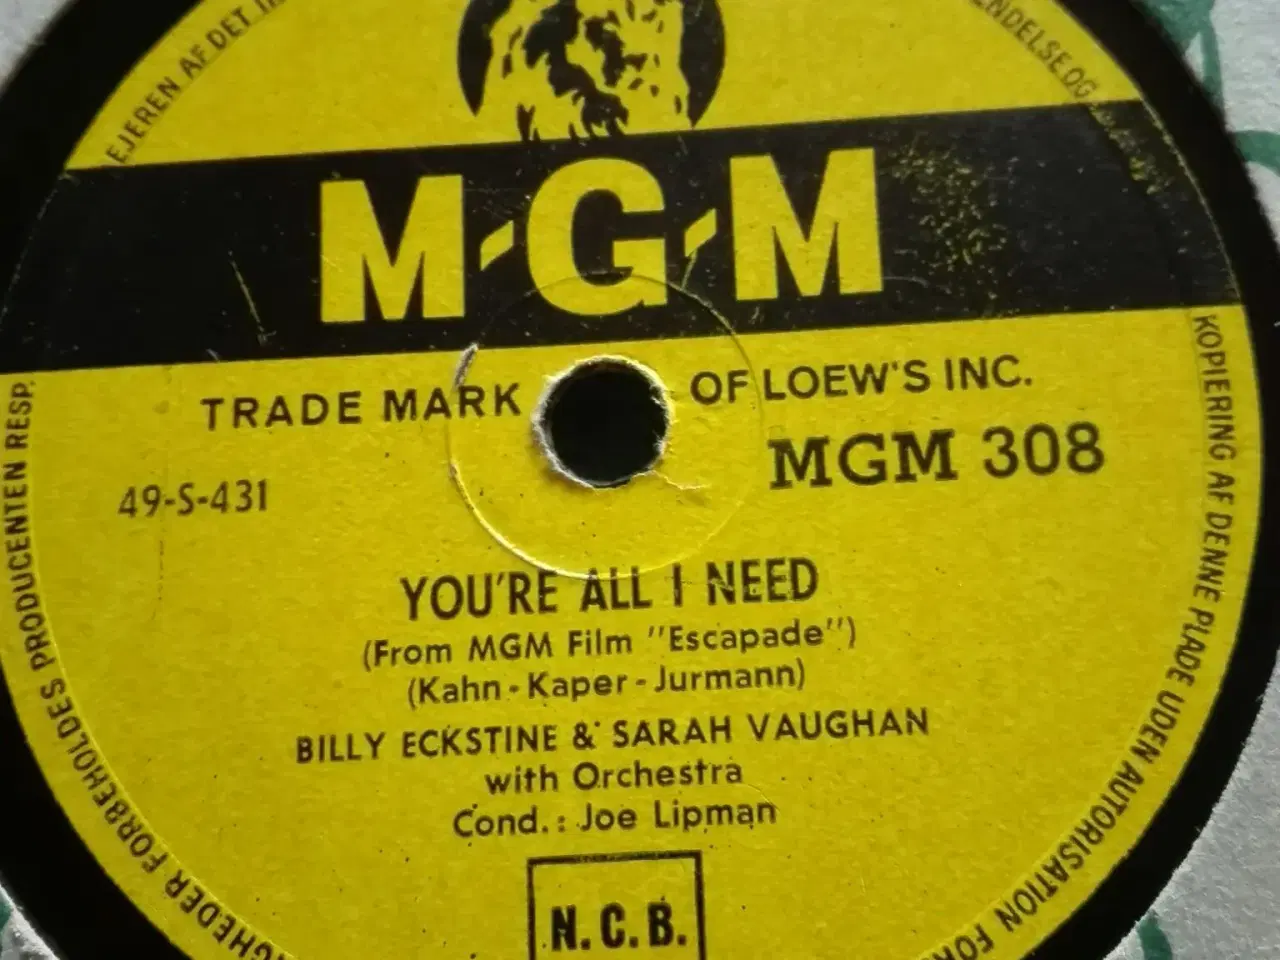 M-G-M
TRADE MARK OF LOEW'S INC.
MGM 308
49-S-431
YOU'RE ALL I NEED
(From MGM Film "Escapade")
(Kahn - Kaper - Jurmann)
BILLY ECKSTINE & SARAH VAUGHAN
with Orchestra
Cond.: Joe Lipman
N.C.B.
FORBEHOLDES PRODUCENTEN RESP.
EJEREN AF DET
OG
KOPIERING AF DENNE PLADE UDEN AUTORISATION